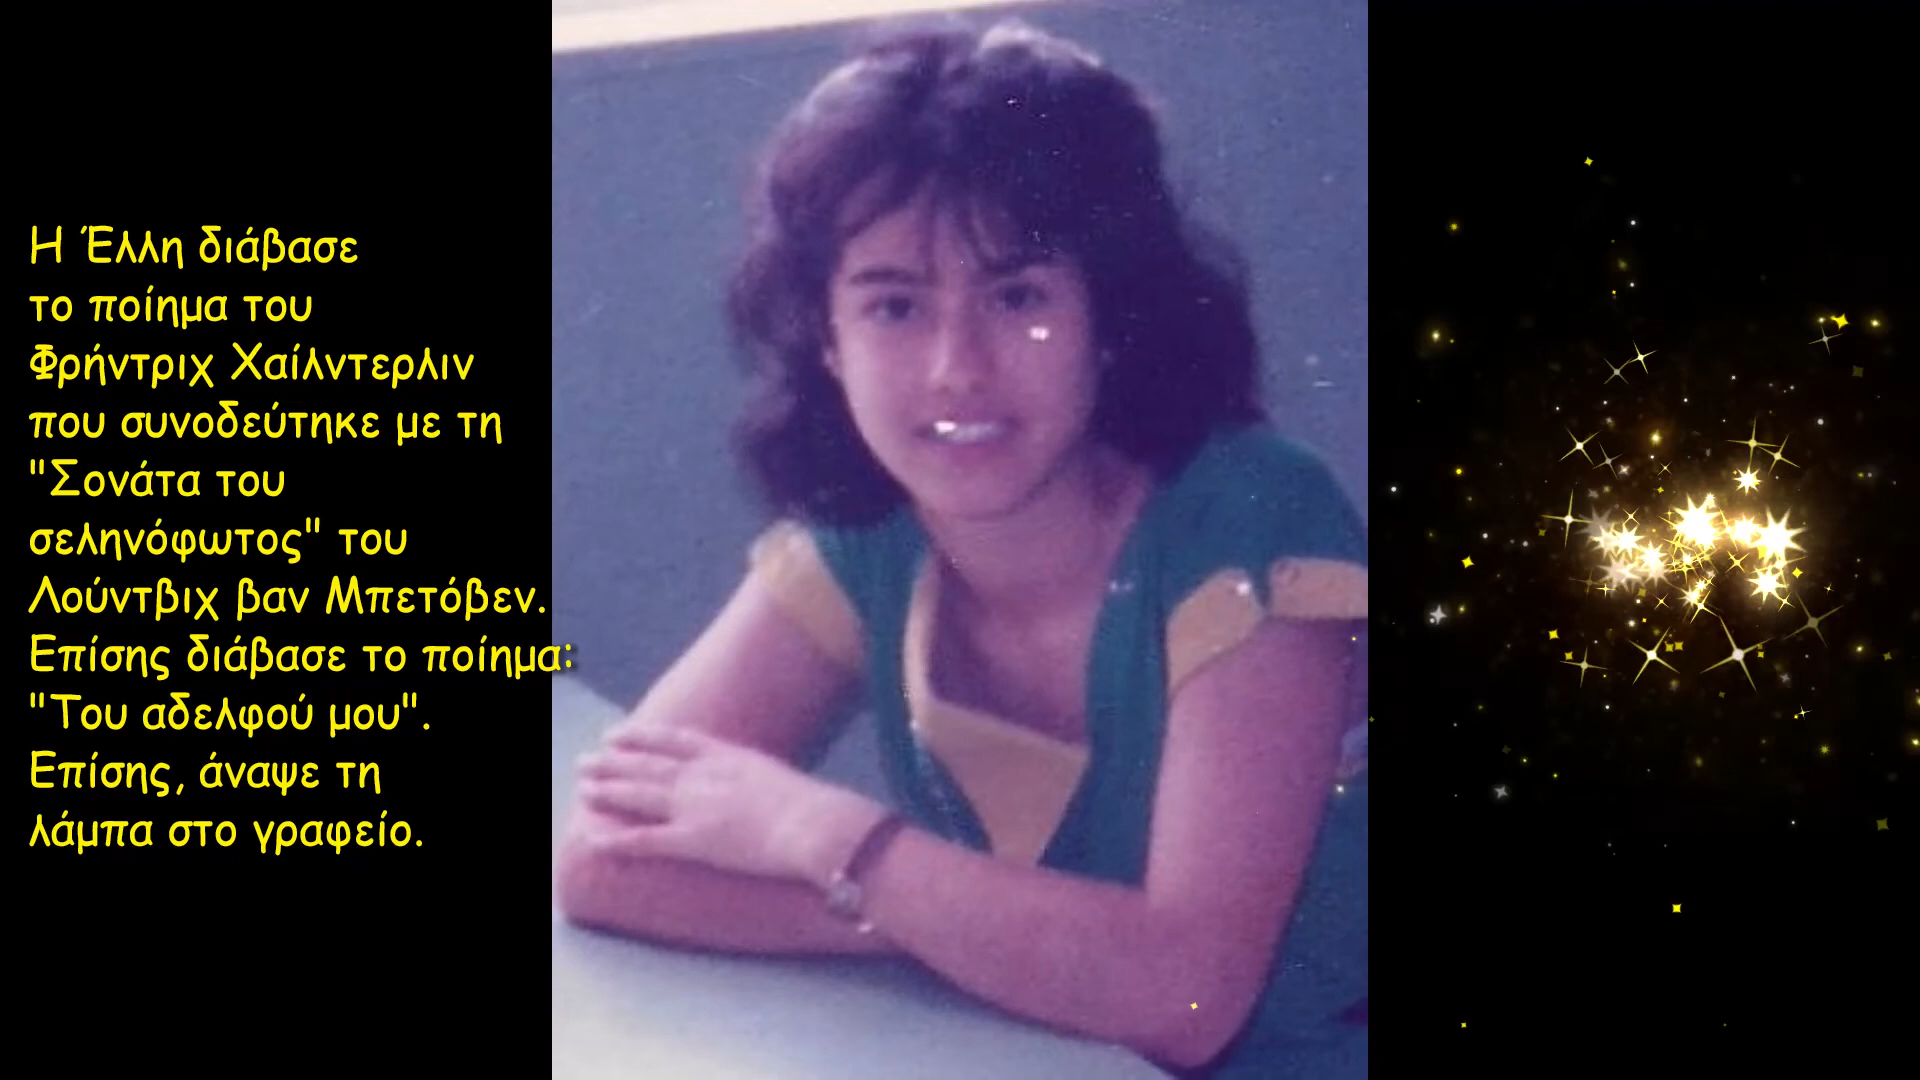 Η Έλλη διάβασε
το ποίημα του
Φρήντριχ Χαίλντερλιν
που συνοδεύτηκε με τη
"Σονάτα του
σεληνόφωτος" του
Λούντβιχ βαν Μπετόβεν.
Επίσης διάβασε το ποίημα:
"Του αδελφού μου".
Επίσης, άναψε τη
λάμπα στο γραφείο.